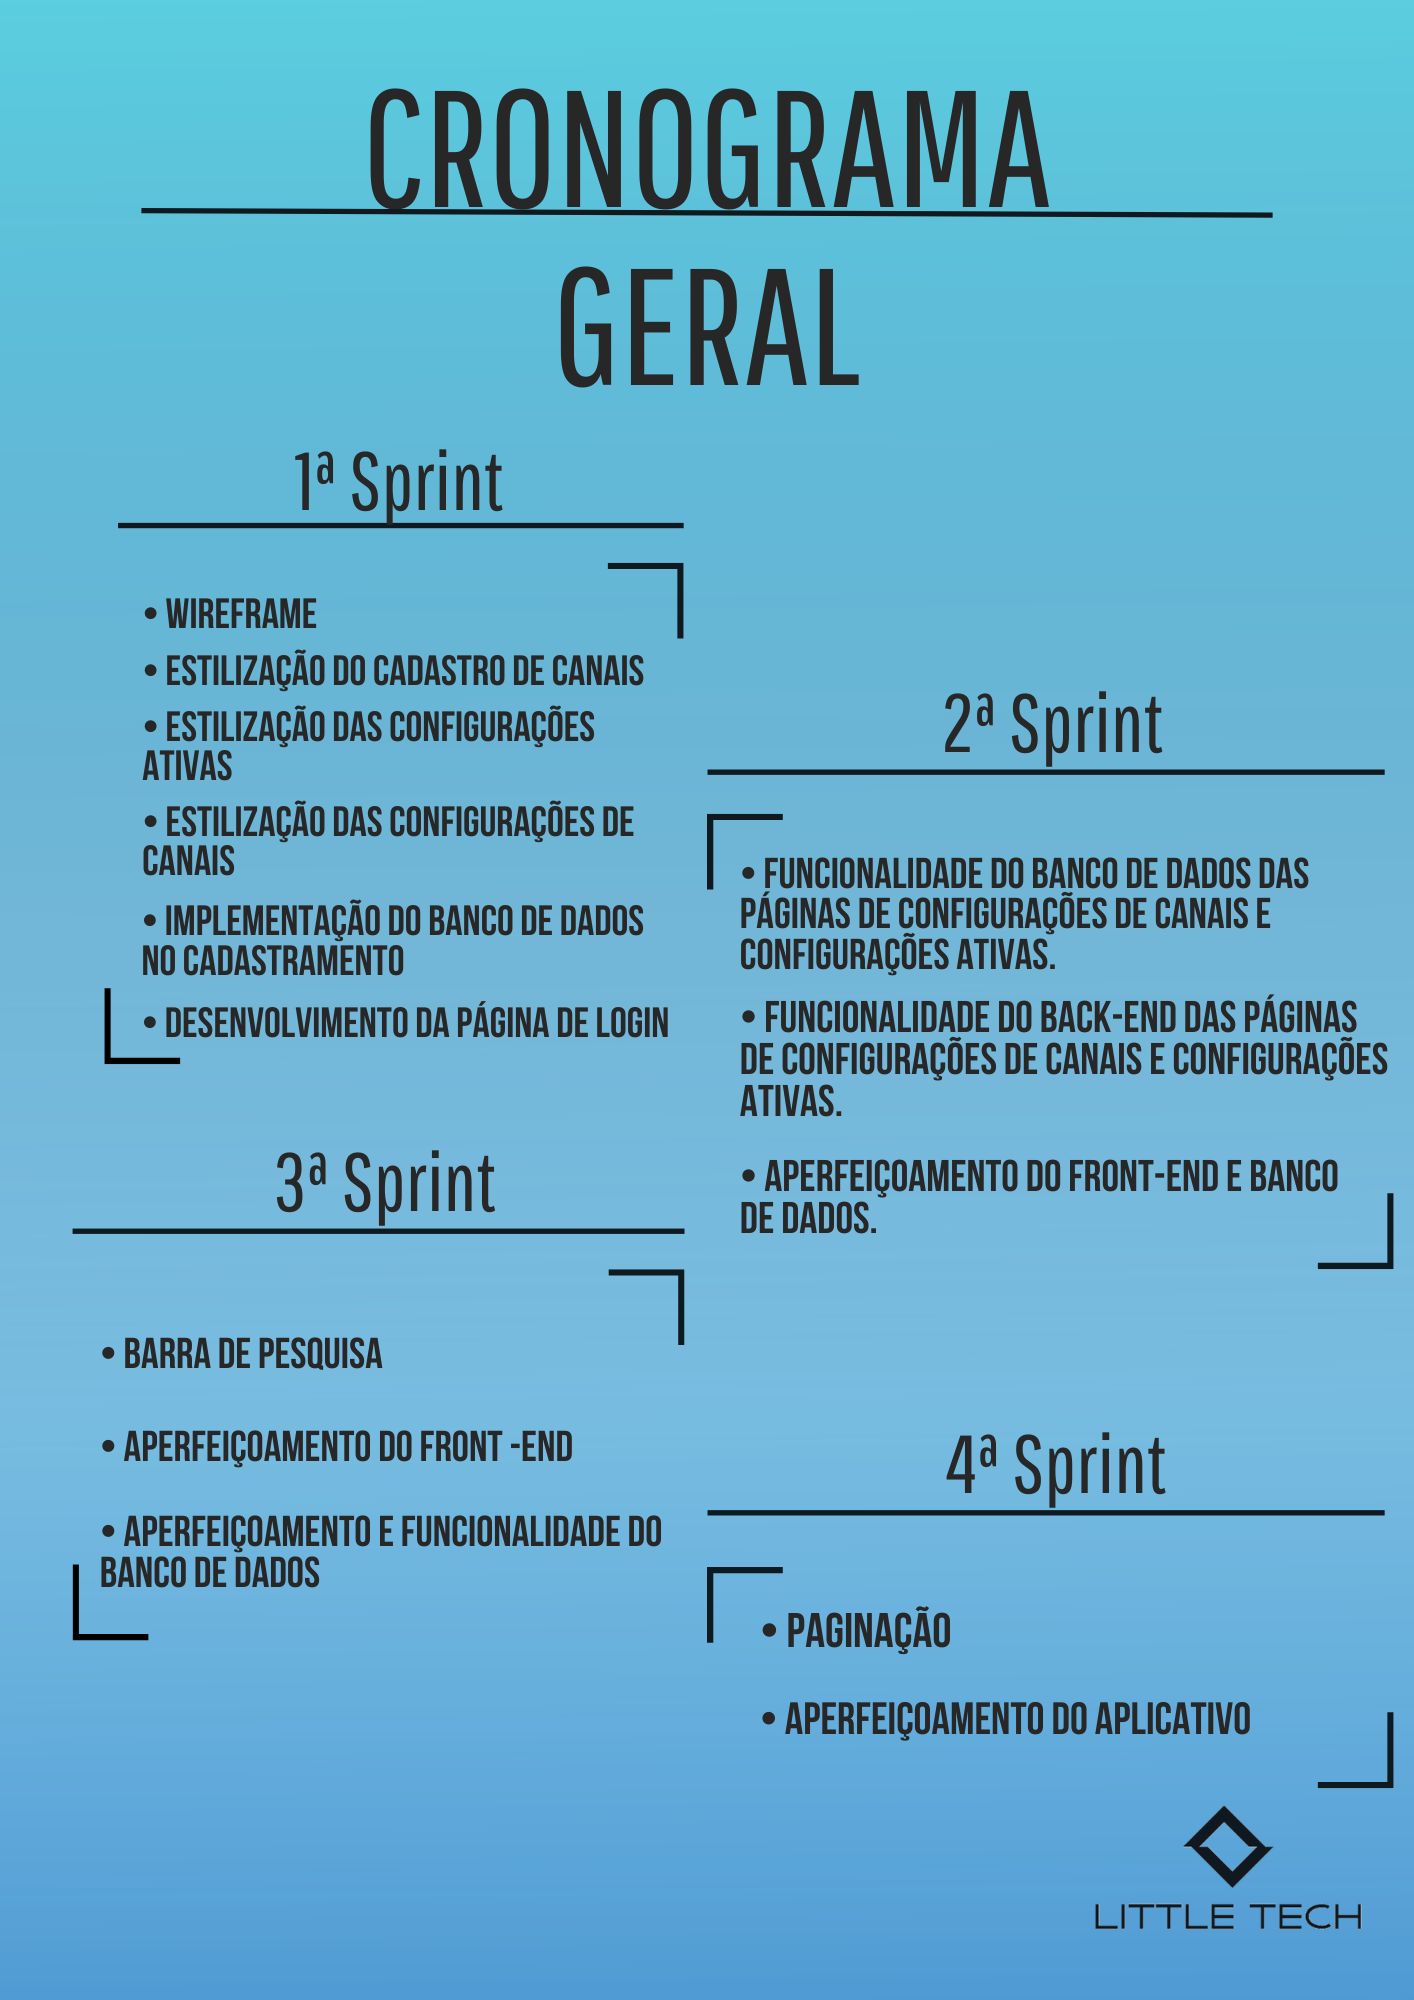 CRONOGRAMA
GERAL
1ª Sprint
• WIREFRAME
• ESTILIZAÇÃO DO CADASTRO DE CANAIS
• ESTILIZAÇÃO DAS CONFIGURAÇÕES
ATIVAS
• ESTILIZAÇÃO DAS CONFIGURAÇÕES DE
CANAIS
• IMPLEMENTAÇÃO DO BANCO DE DADOS
NO CADASTRAMENTO
• DESENVOLVIMENTO DA PÁGINA DE LOGIN
2ª Sprint
• FUNCIONALIDADE DO BANCO DE DADOS DAS
PÁGINAS DE CONFIGURAÇÕES DE CANAIS E
CONFIGURAÇÕES ATIVAS.
• FUNCIONALIDADE DO BACK-END DAS PÁGINAS
DE CONFIGURAÇÕES DE CANAIS E CONFIGURAÇÕES
ATIVAS.
• APERFEIÇOAMENTO DO FRONT-END E BANCO
DE DADOS.
3ª Sprint
• BARRA DE PESQUISA
• APERFEIÇOAMENTO DO FRONT -END
• APERFEIÇOAMENTO E FUNCIONALIDADE DO
BANCO DE DADOS
4ª Sprint
• PAGINAÇÃO
• APERFEIÇOAMENTO DO APLICATIVO
LITTLE TECH